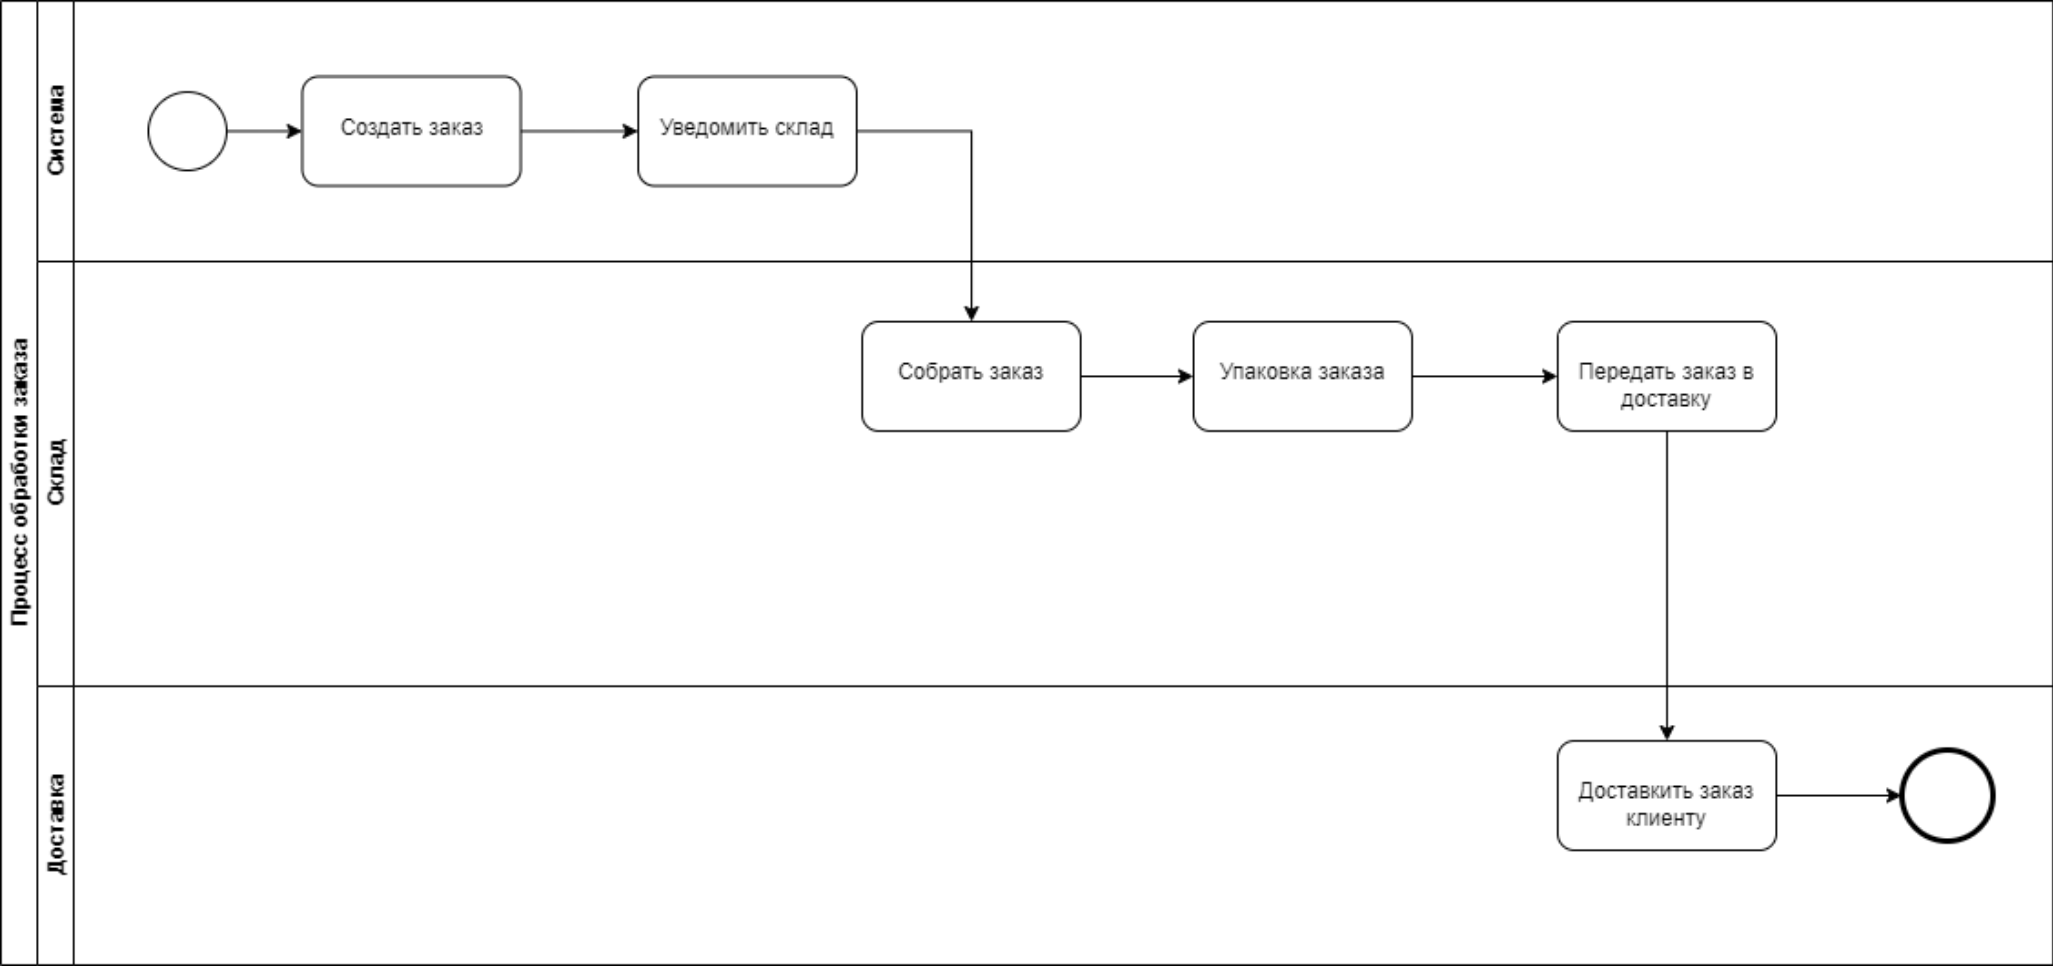 Процесс обработки заказа
Система
Создать заказ
Уведомить склад
Склад
Собрать заказ
Упаковка заказа
Передать заказ в
доставку
Доставка
Доставкить заказ
клиенту